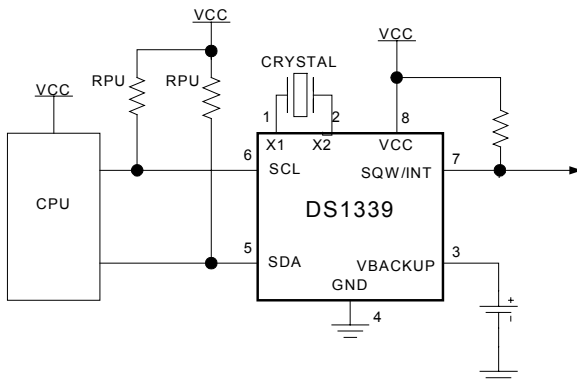 VCC
VCC
RPU
RPU
CRYSTAL
VCC
1
2
8
X1
X2
VCC
6
SCL
SQW/INT
7
CPU
DS1339
5
SDA
VBACKUP
3
GND
4
+
-